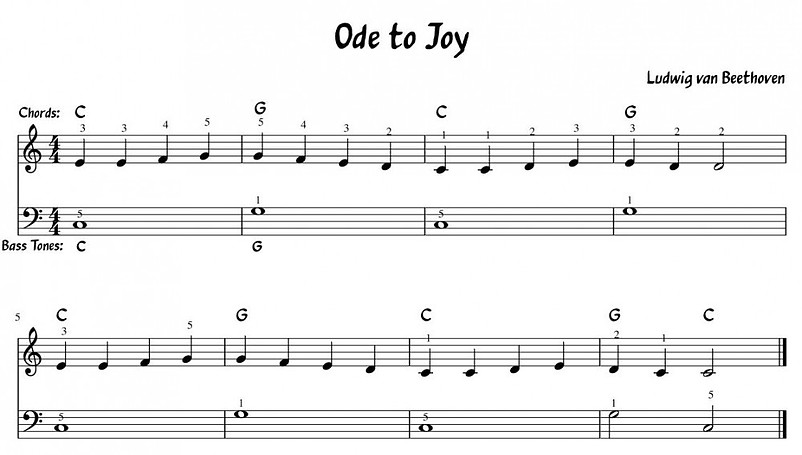 Ode to Joy
Ludwig van Beethoven
Chords: C G C G
3 3 4 5 5 4 3 2 1 1 2 3 3 2 2
4 4
5 1 5 1
4 4
Bass Tones: C G
5 C G C G C
3 5 1 2 1
5 1 5 1 5